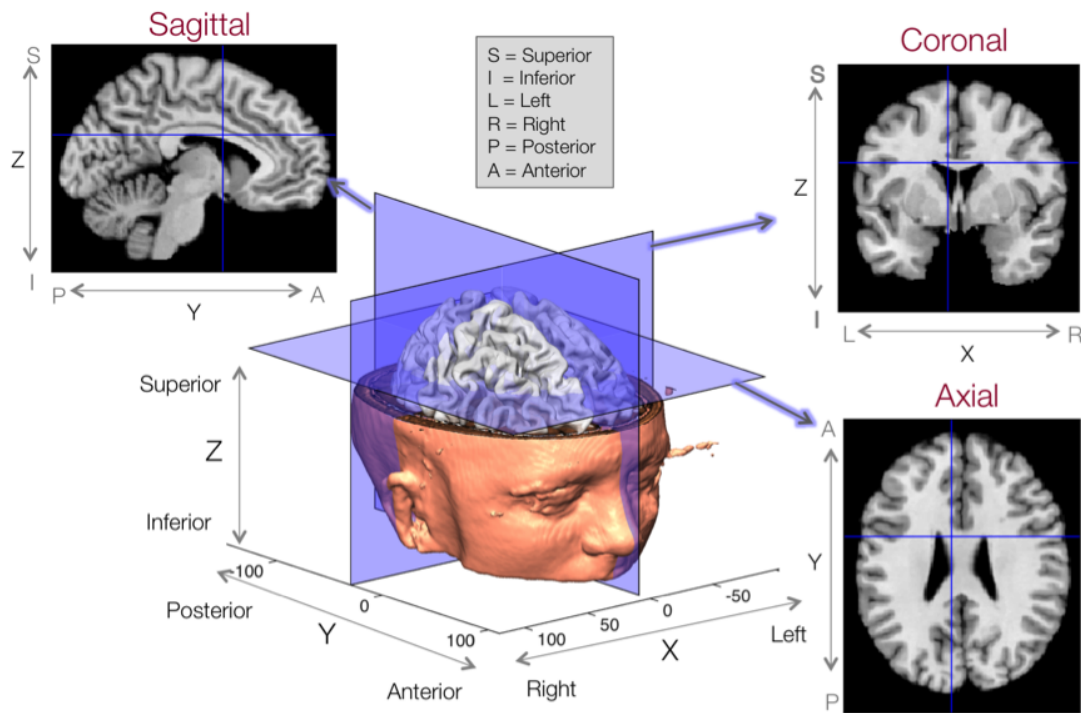 Sagittal
S
Z
I
P
A
Y
S = Superior
I = Inferior
L = Left
R = Right
P = Posterior
A = Anterior
Coronal
S
Z
I
L
R
X
Superior
Z
Inferior
-100
0
100
Posterior
Y
Anterior
100
50
0
-50
X
Left
Right
Axial
A
Y
P